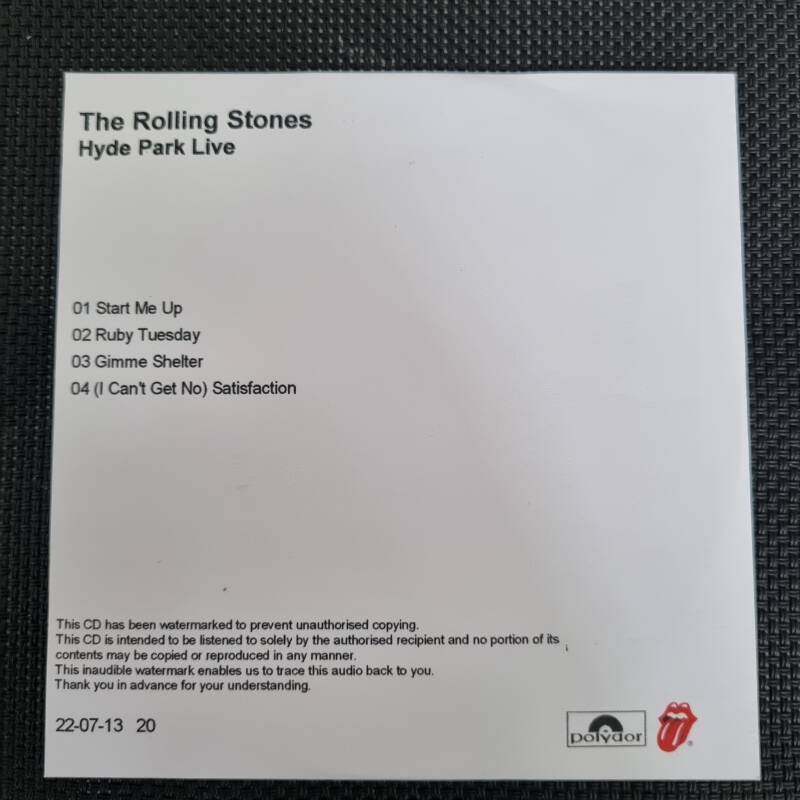 The Rolling Stones
Hyde Park Live
01 Start Me Up
02 Ruby Tuesday
03 Gimme Shelter
04 (I Can't Get No) Satisfaction
This CD has been watermarked to prevent unauthorised copying.
This CD is intended to be listened to solely by the authorised recipient and no portion of its
contents may be copied or reproduced in any manner.
This inaudible watermark enables us to trace this audio back to you.
Thank you in advance for your understanding.
22-07-13 20
polydor
®